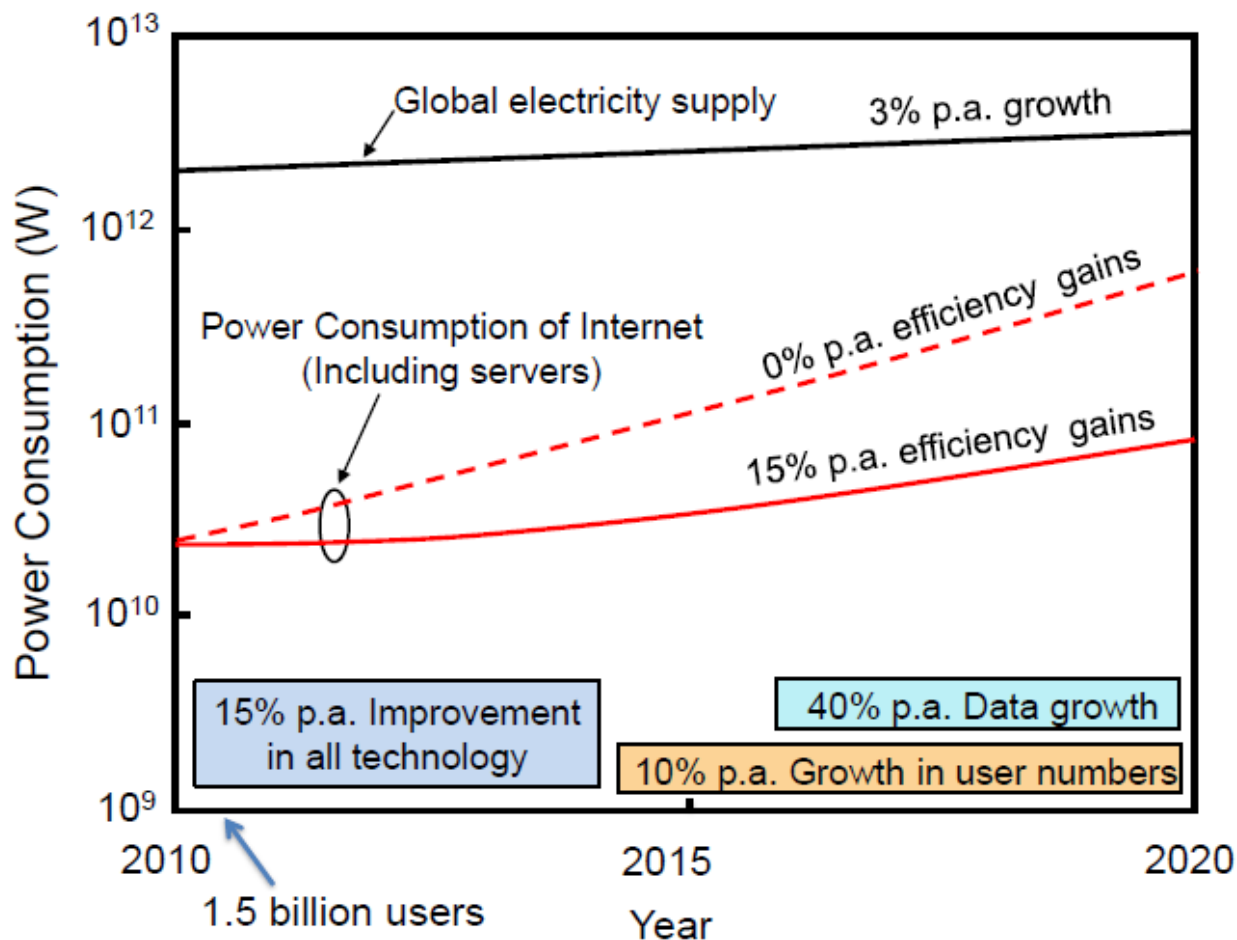 10¹³
Global electricity supply
3% p.a. growth
10¹²
0% p.a. efficiency gains
Power Consumption of Internet
(Including servers)
10¹¹
15% p.a. efficiency gains
10¹⁰
15% p.a. Improvement
in all technology
40% p.a. Data growth
10% p.a. Growth in user numbers
10⁹
2010
2015
2020
1.5 billion users
Year
Power Consumption (W)